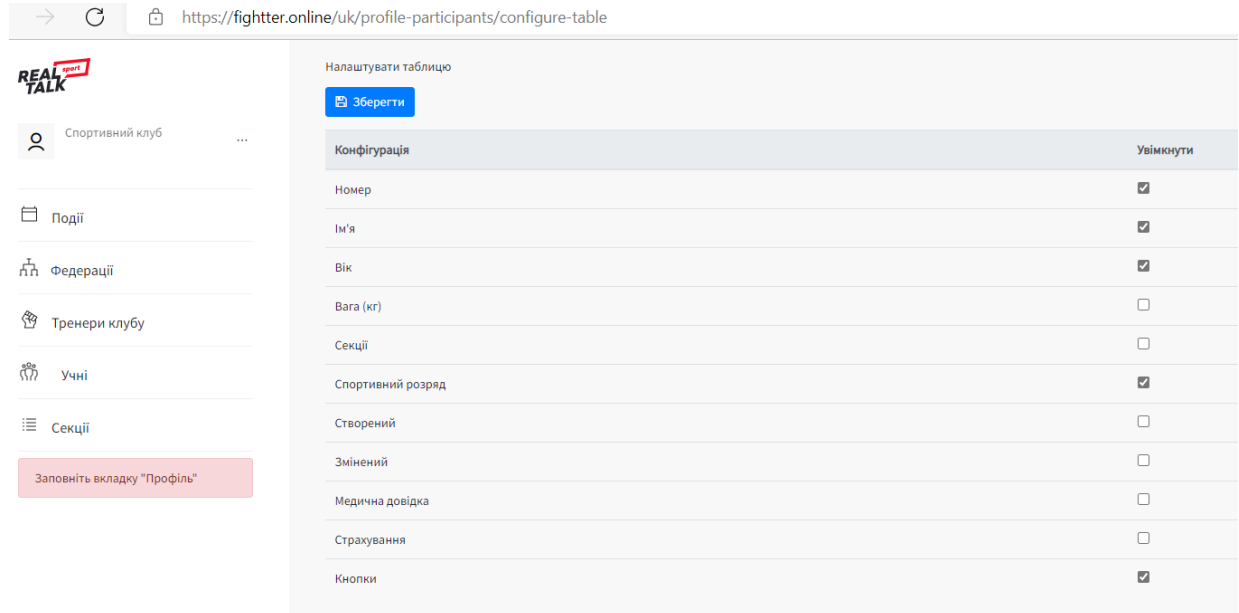 https://fightter.online/uk/profile-participants/configure-table
REAL sport
TALK
Спортивний клуб
...
Події
Федерації
Тренери клубу
Учні
Секції
Заповніть вкладку "Профіль"
Налаштувати таблицю
Зберегти
Конфігурація Увімкнути
Номер
Ім'я
Вік
Вага (кг)
Секції
Спортивний розряд
Створений
Змінений
Медична довідка
Страхування
Кнопки